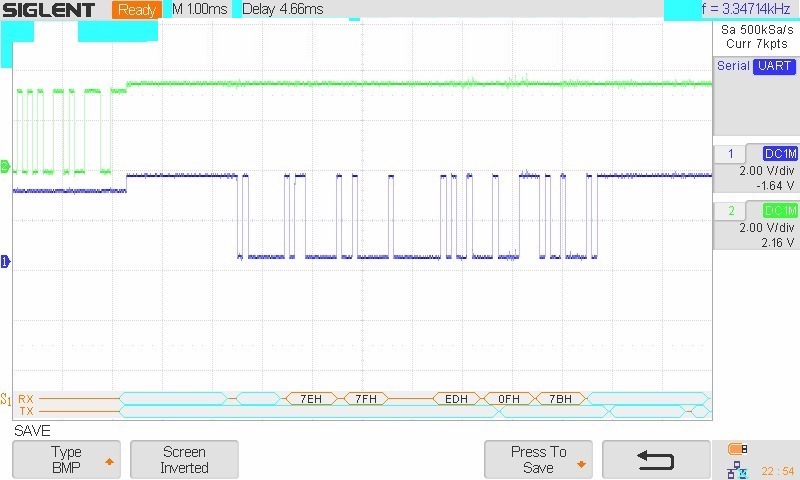 SIGLENT Ready M 1.00ms Delay 4.66ms f = 3.34714kHz
Sa 500kSa/s
Curr 7kpts
Serial UART
2
1 DC1M
2.00 V/div
-1.64 V
2 DC1M
2.00 V/div
2.16 V
1
S1 RX 7EH 7FH EDH 0FH 7BH
TX
SAVE
Type
BMP
Screen
Inverted
Press To
Save
22 : 54